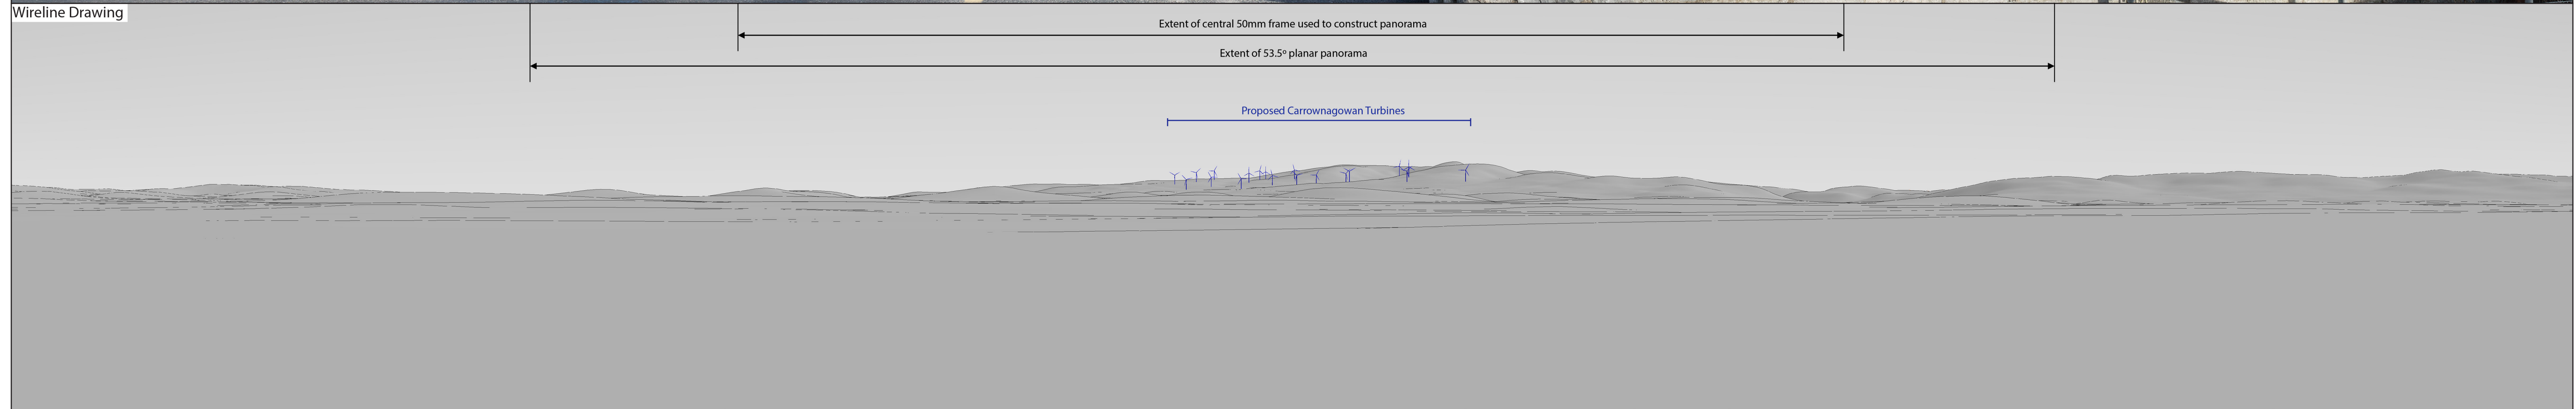 Wireline Drawing
Extent of central 50mm frame used to construct panorama
Extent of 53.5º planar panorama
Proposed Carrownagowan Turbines